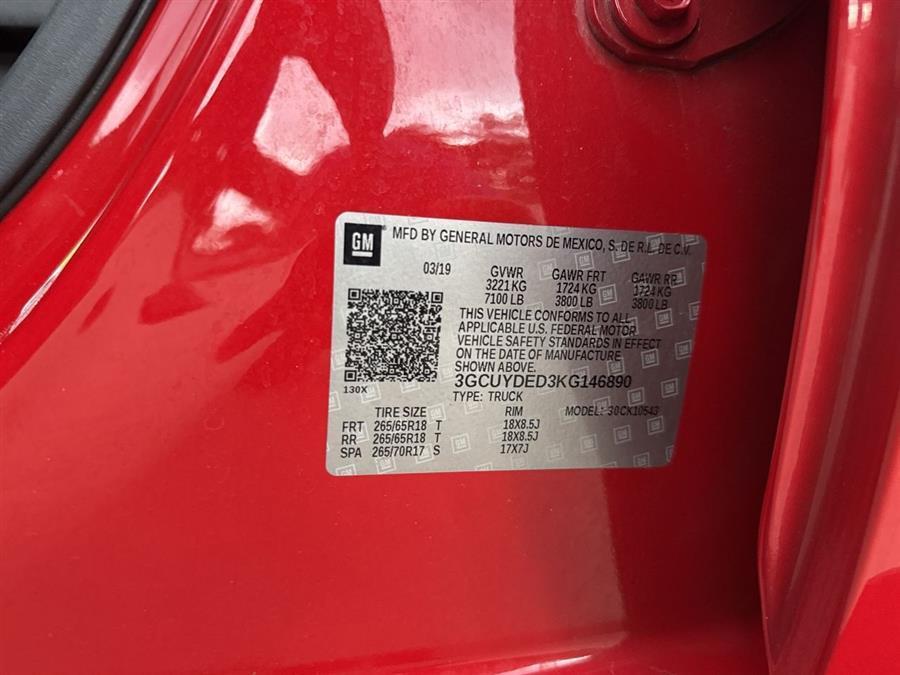 GM MFD BY GENERAL MOTORS DE MEXICO, S. DE R.L. DE C.V.
03/19 GVWR GAWR FRT GAWR RR
3221 KG 1724 KG 1724 KG
7100 LB 3800 LB 3800 LB
THIS VEHICLE CONFORMS TO ALL
APPLICABLE U.S. FEDERAL MOTOR
VEHICLE SAFETY STANDARDS IN EFFECT
ON THE DATE OF MANUFACTURE
SHOWN ABOVE.
3GCUYDED3KG146890
130X
TYPE: TRUCK
TIRE SIZE RIM MODEL: 30CK10543
FRT 265/65R18 T 18X8.5J
RR 265/65R18 T 18X8.5J
SPA 265/70R17 S 17X7J